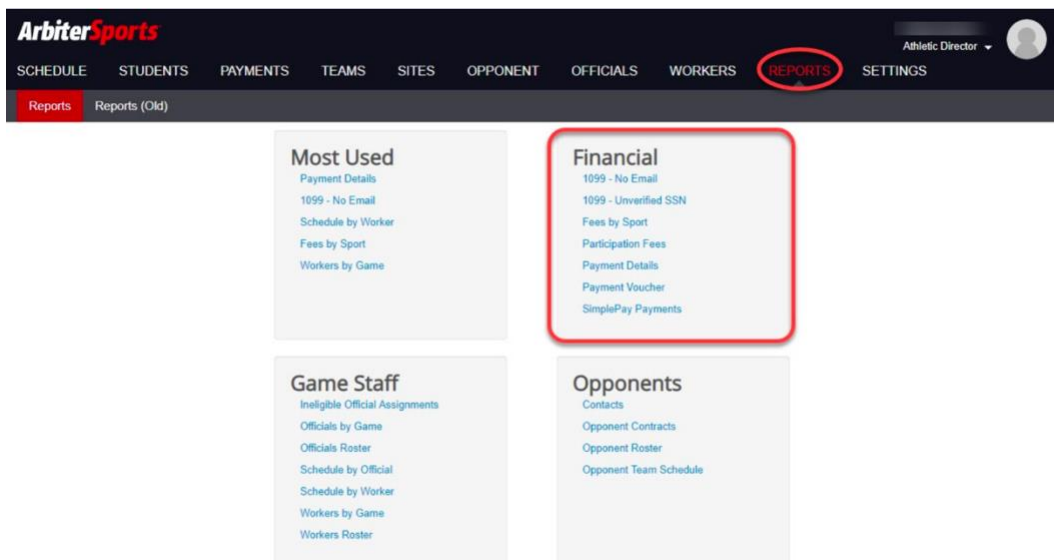 ArbiterSports
Athletic Director
SCHEDULE STUDENTS PAYMENTS TEAMS SITES OPPONENT OFFICIALS WORKERS REPORTS SETTINGS
Reports Reports (Old)
Most Used
Payment Details
1099 - No Email
Schedule by Worker
Fees by Sport
Workers by Game
Financial
1099 - No Email
1099 - Unverified SSN
Fees by Sport
Participation Fees
Payment Details
Payment Voucher
SimplePay Payments
Game Staff
Ineligible Official Assignments
Officials by Game
Officials Roster
Schedule by Official
Schedule by Worker
Workers by Game
Workers Roster
Opponents
Contacts
Opponent Contracts
Opponent Roster
Opponent Team Schedule